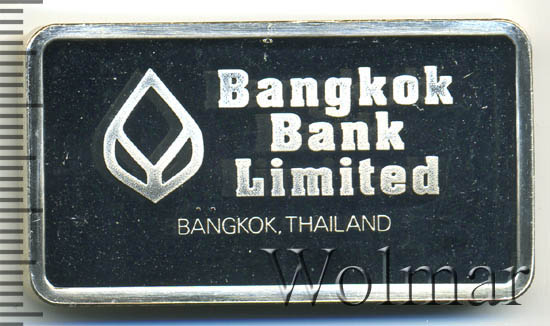 Bangkok
Bank
Limited
BANGKOK, THAILAND
Wolmar